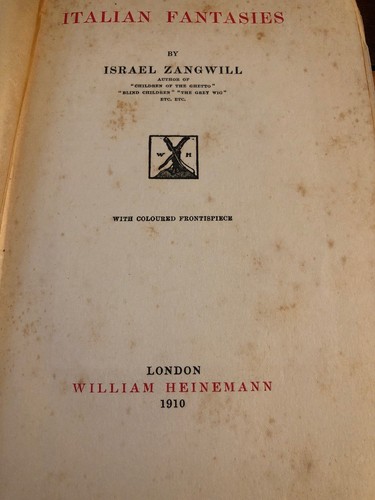 ITALIAN FANTASIES
BY
ISRAEL ZANGWILL
AUTHOR OF
"CHILDREN OF THE GHETTO"
"BLIND CHILDREN" "THE GREY WIG"
ETC. ETC.
W H
WITH COLOURED FRONTISPIECE
LONDON
WILLIAM HEINEMANN
1910